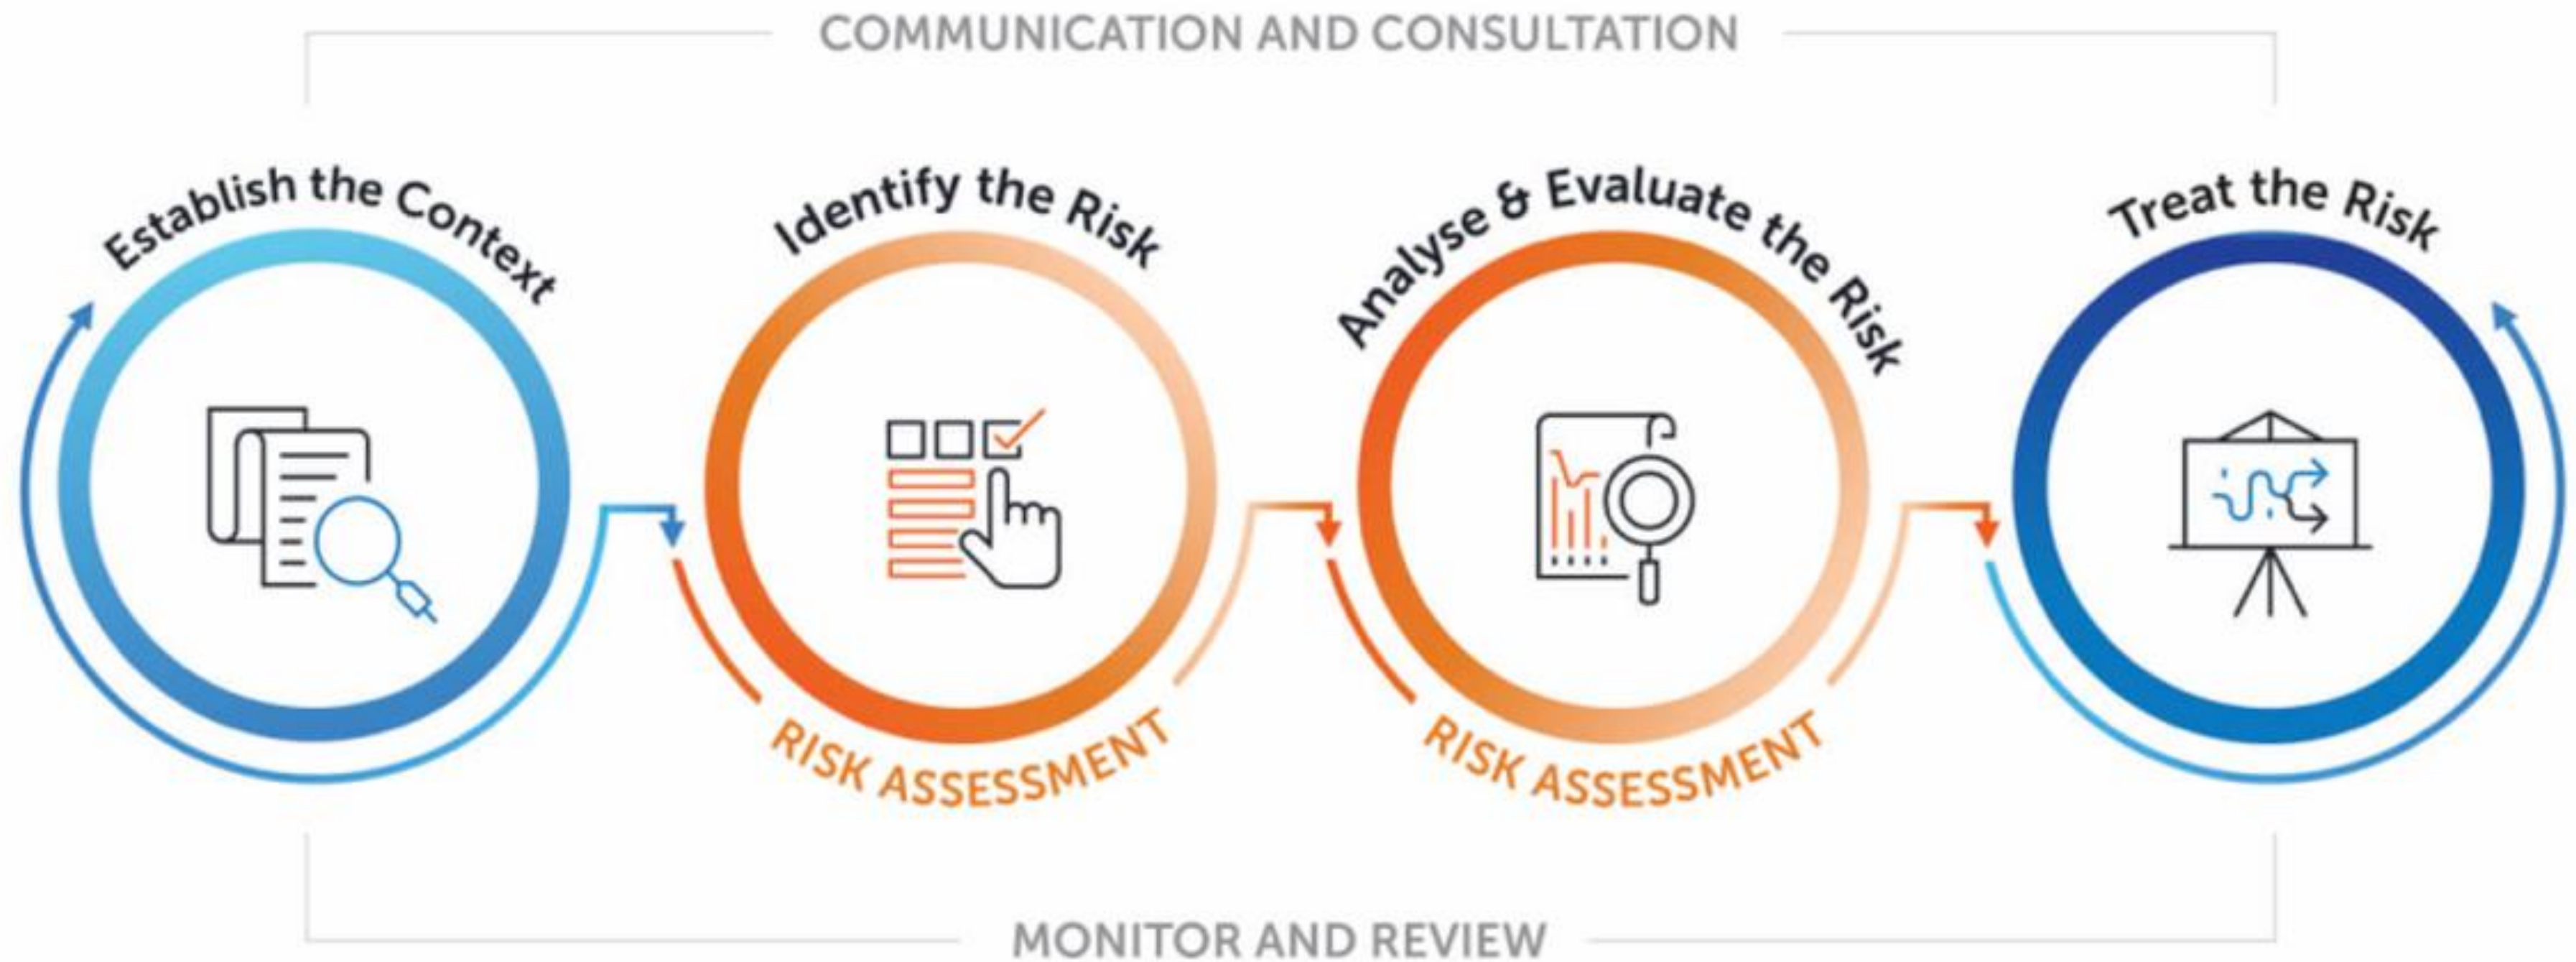 COMMUNICATION AND CONSULTATION
Establish the Context
Identify the Risk
Analyse & Evaluate the Risk
Treat the Risk
RISK ASSESSMENT
RISK ASSESSMENT
MONITOR AND REVIEW